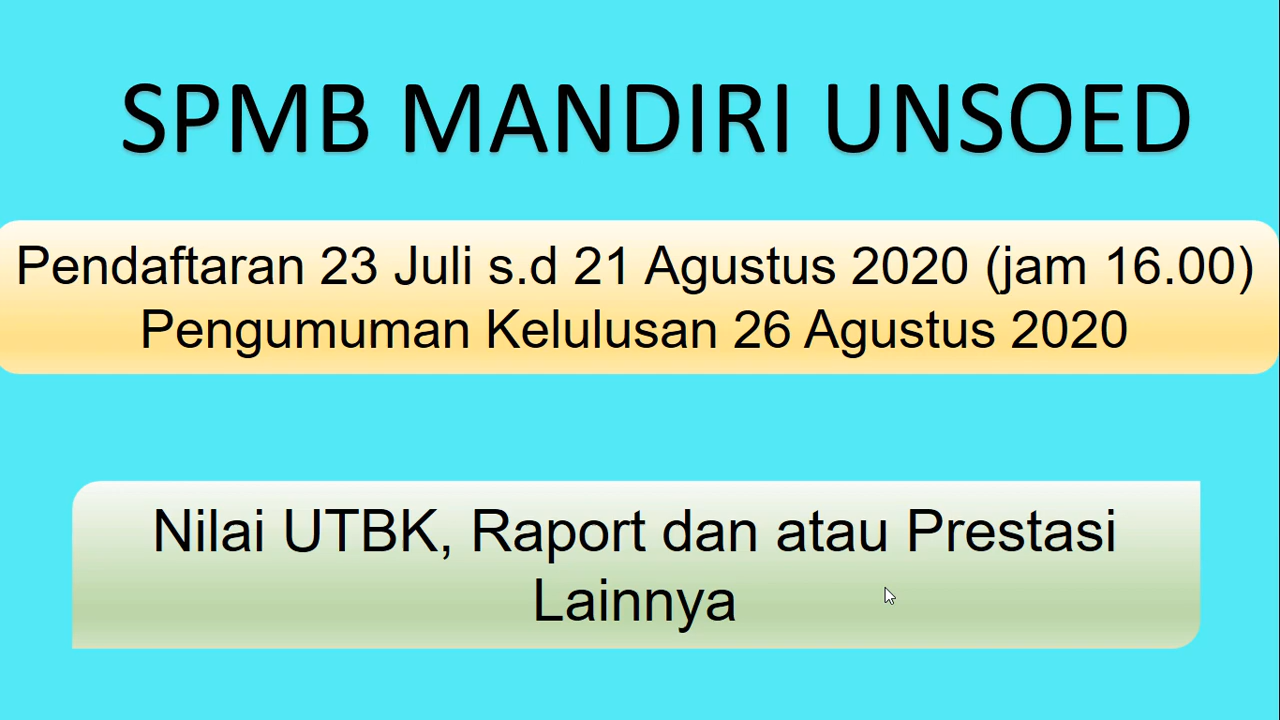 SPMB MANDIRI UNSOED
Pendaftaran 23 Juli s.d 21 Agustus 2020 (jam 16.00)
Pengumuman Kelulusan 26 Agustus 2020
Nilai UTBK, Raport dan atau Prestasi
Lainnya